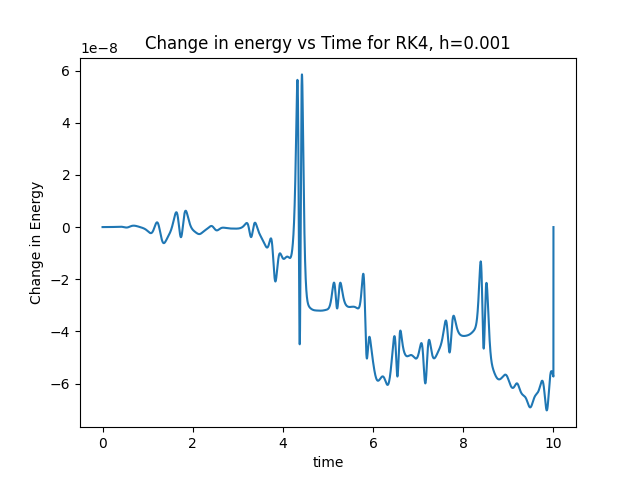 Change in energy vs Time for RK4, h=0.001
1e−8
6
4
2
0
−2
−4
−6
Change in Energy
0 2 4 6 8 10
time